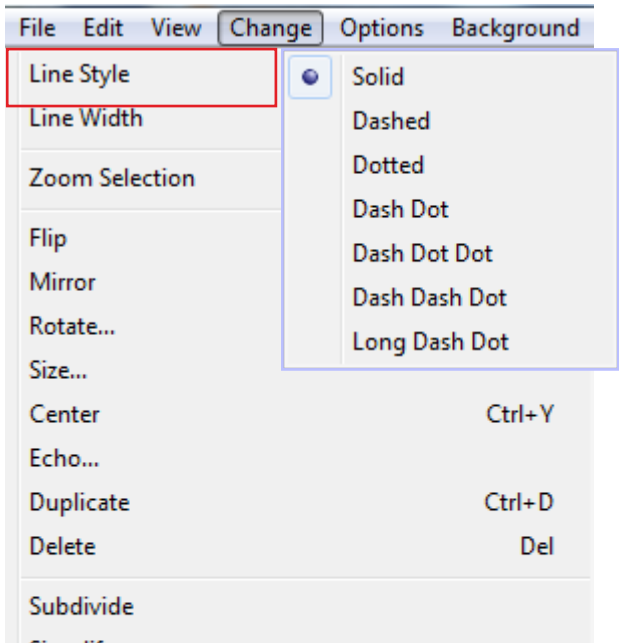 File Edit View Change Options Background
Line Style
Line Width
Zoom Selection
Flip
Mirror
Rotate...
Size...
Center Ctrl+Y
Echo...
Duplicate Ctrl+D
Delete Del
Subdivide
Solid
Dashed
Dotted
Dash Dot
Dash Dot Dot
Dash Dash Dot
Long Dash Dot